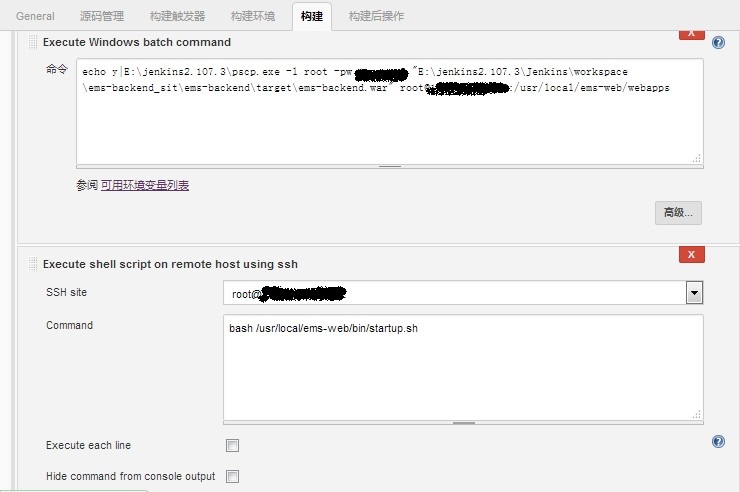 General 源码管理 构建触发器 构建环境 构建 构建后操作
Execute Windows batch command
X
命令
echo y|E:\jenkins2.107.3\pscp.exe -l root -pw "E:\jenkins2.107.3\Jenkins\workspace
\ems-backend_sit\ems-backend\target\ems-backend.war" root@ :/usr/local/ems-web/webapps
参阅 可用环境变量列表
高级...
Execute shell script on remote host using ssh
X
SSH site
root@
Command
bash /usr/local/ems-web/bin/startup.sh
Execute each line
Hide command from console output